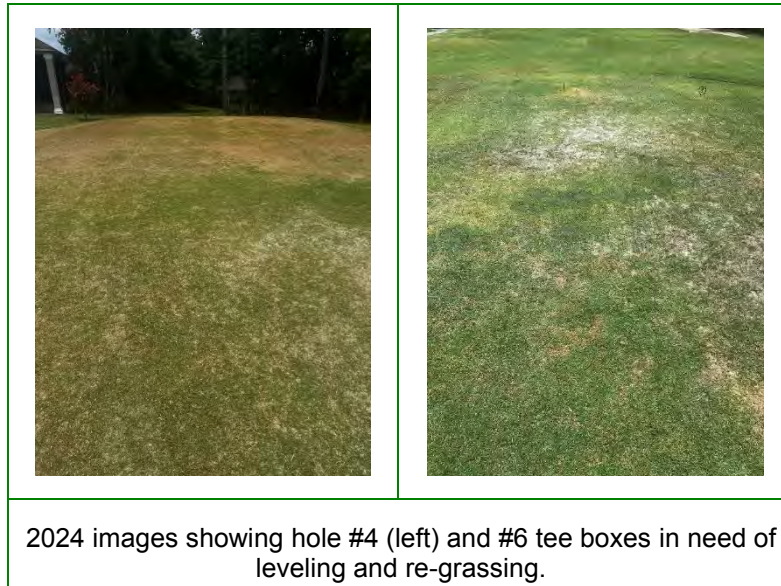 2024 images showing hole #4 (left) and #6 tee boxes in need of
leveling and re-grassing.